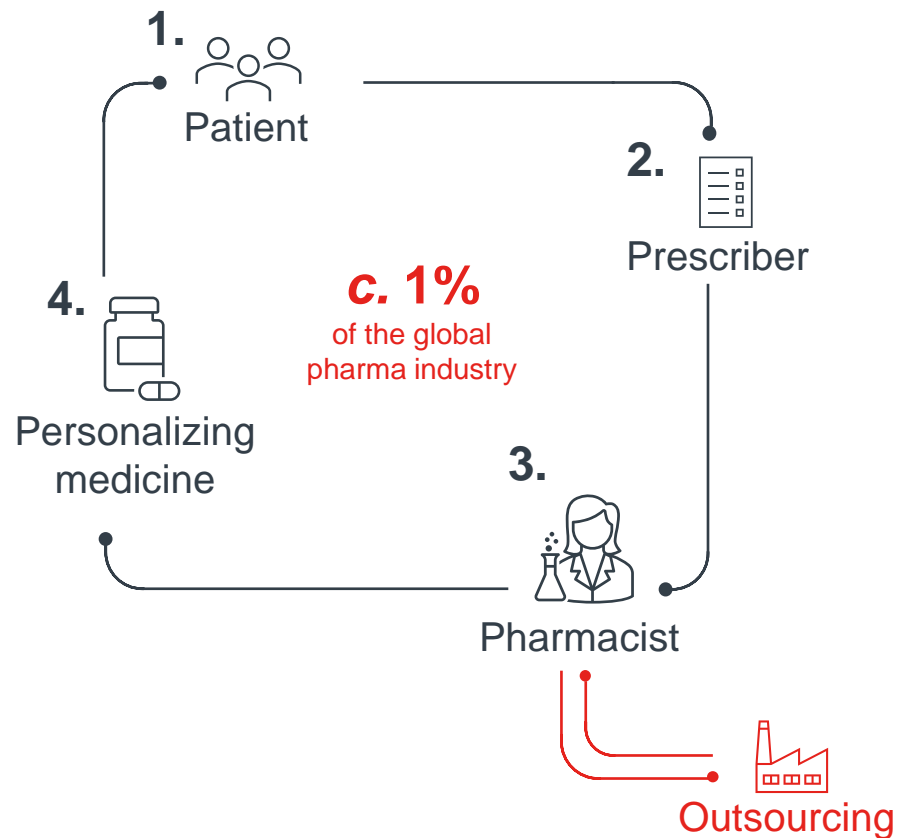 1.
Patient
2.
Prescriber
c. 1%
of the global
pharma industry
4.
Personalizing
medicine
3.
Pharmacist
Outsourcing